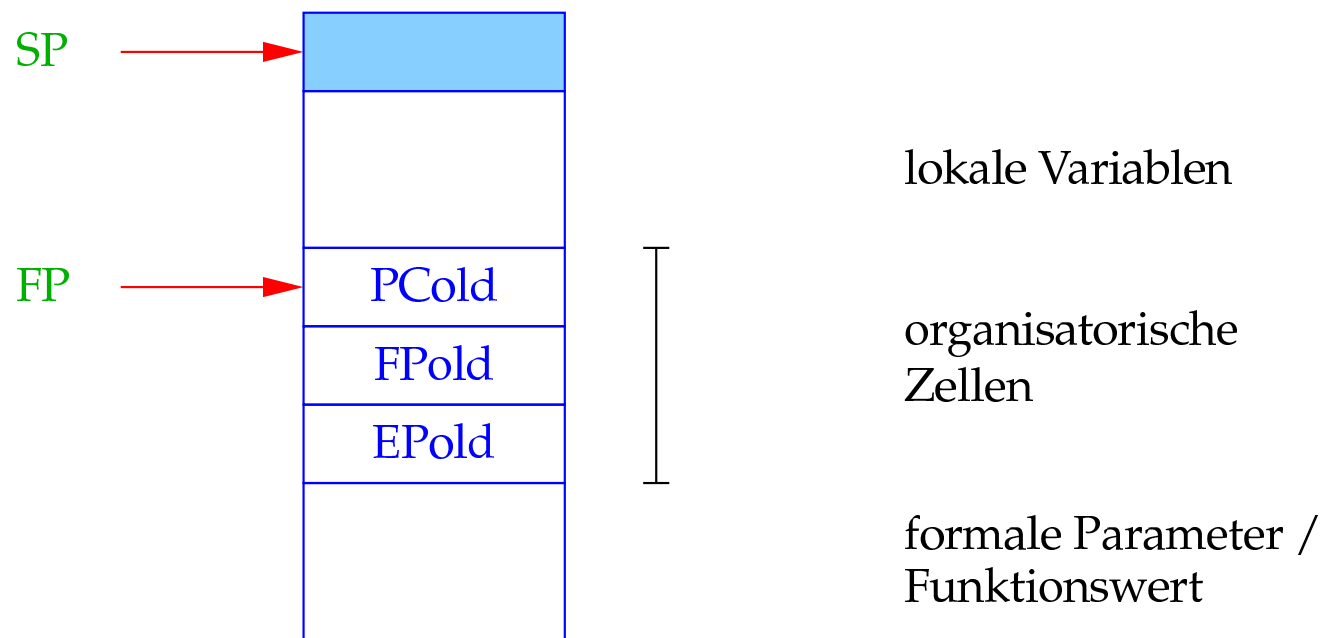 SP
lokale Variablen
FP
PCold
FPold
EPold
organisatorische
Zellen
formale Parameter /
Funktionswert